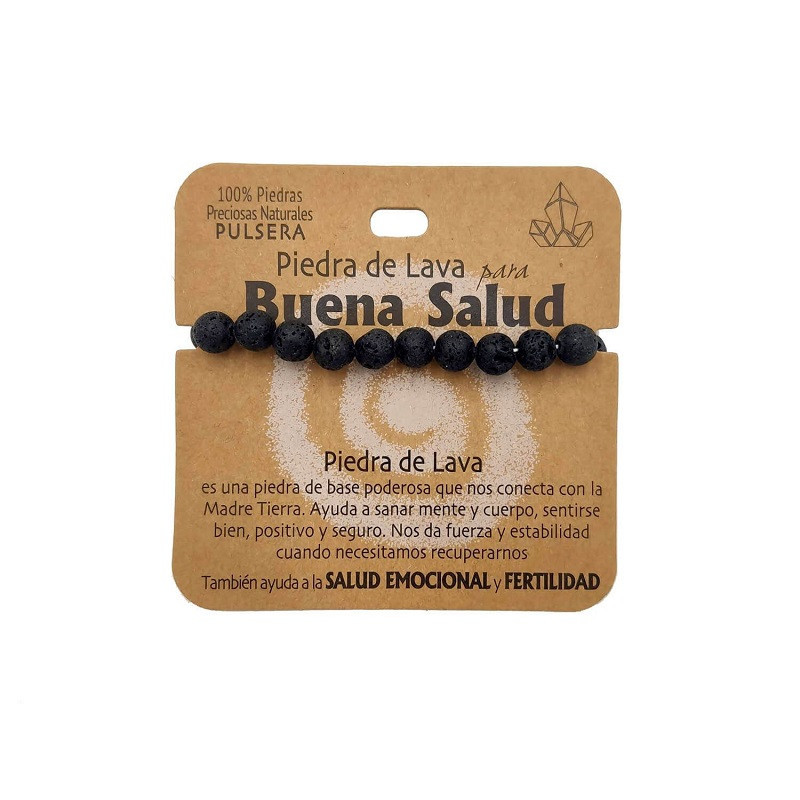 100% Piedras
Preciosas Naturales
PULSERA
Piedra de Lava para
Buena Salud
Piedra de Lava
es una piedra de base poderosa que nos conecta con la
Madre Tierra. Ayuda a sanar mente y cuerpo, sentirse
bien, positivo y seguro. Nos da fuerza y estabilidad
cuando necesitamos recuperarnos
También ayuda a la SALUD EMOCIONAL y FERTILIDAD